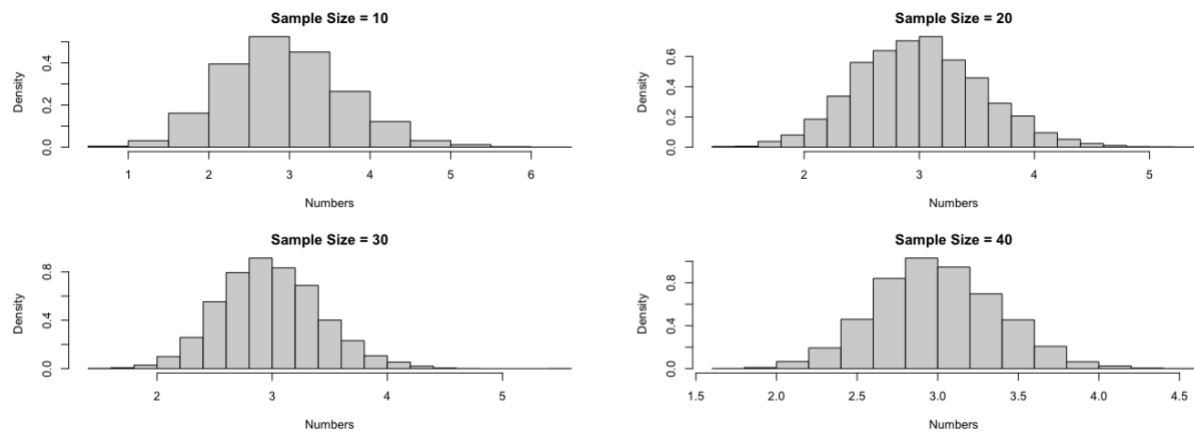 Sample Size = 10
Density
0.0 0.2 0.4
1 2 3 4 5 6
Numbers
Sample Size = 20
Density
0.0 0.2 0.4 0.6
2 3 4 5
Numbers
Sample Size = 30
Density
0.0 0.4 0.8
2 3 4 5
Numbers
Sample Size = 40
Density
0.0 0.4 0.8
1.5 2.0 2.5 3.0 3.5 4.0 4.5
Numbers